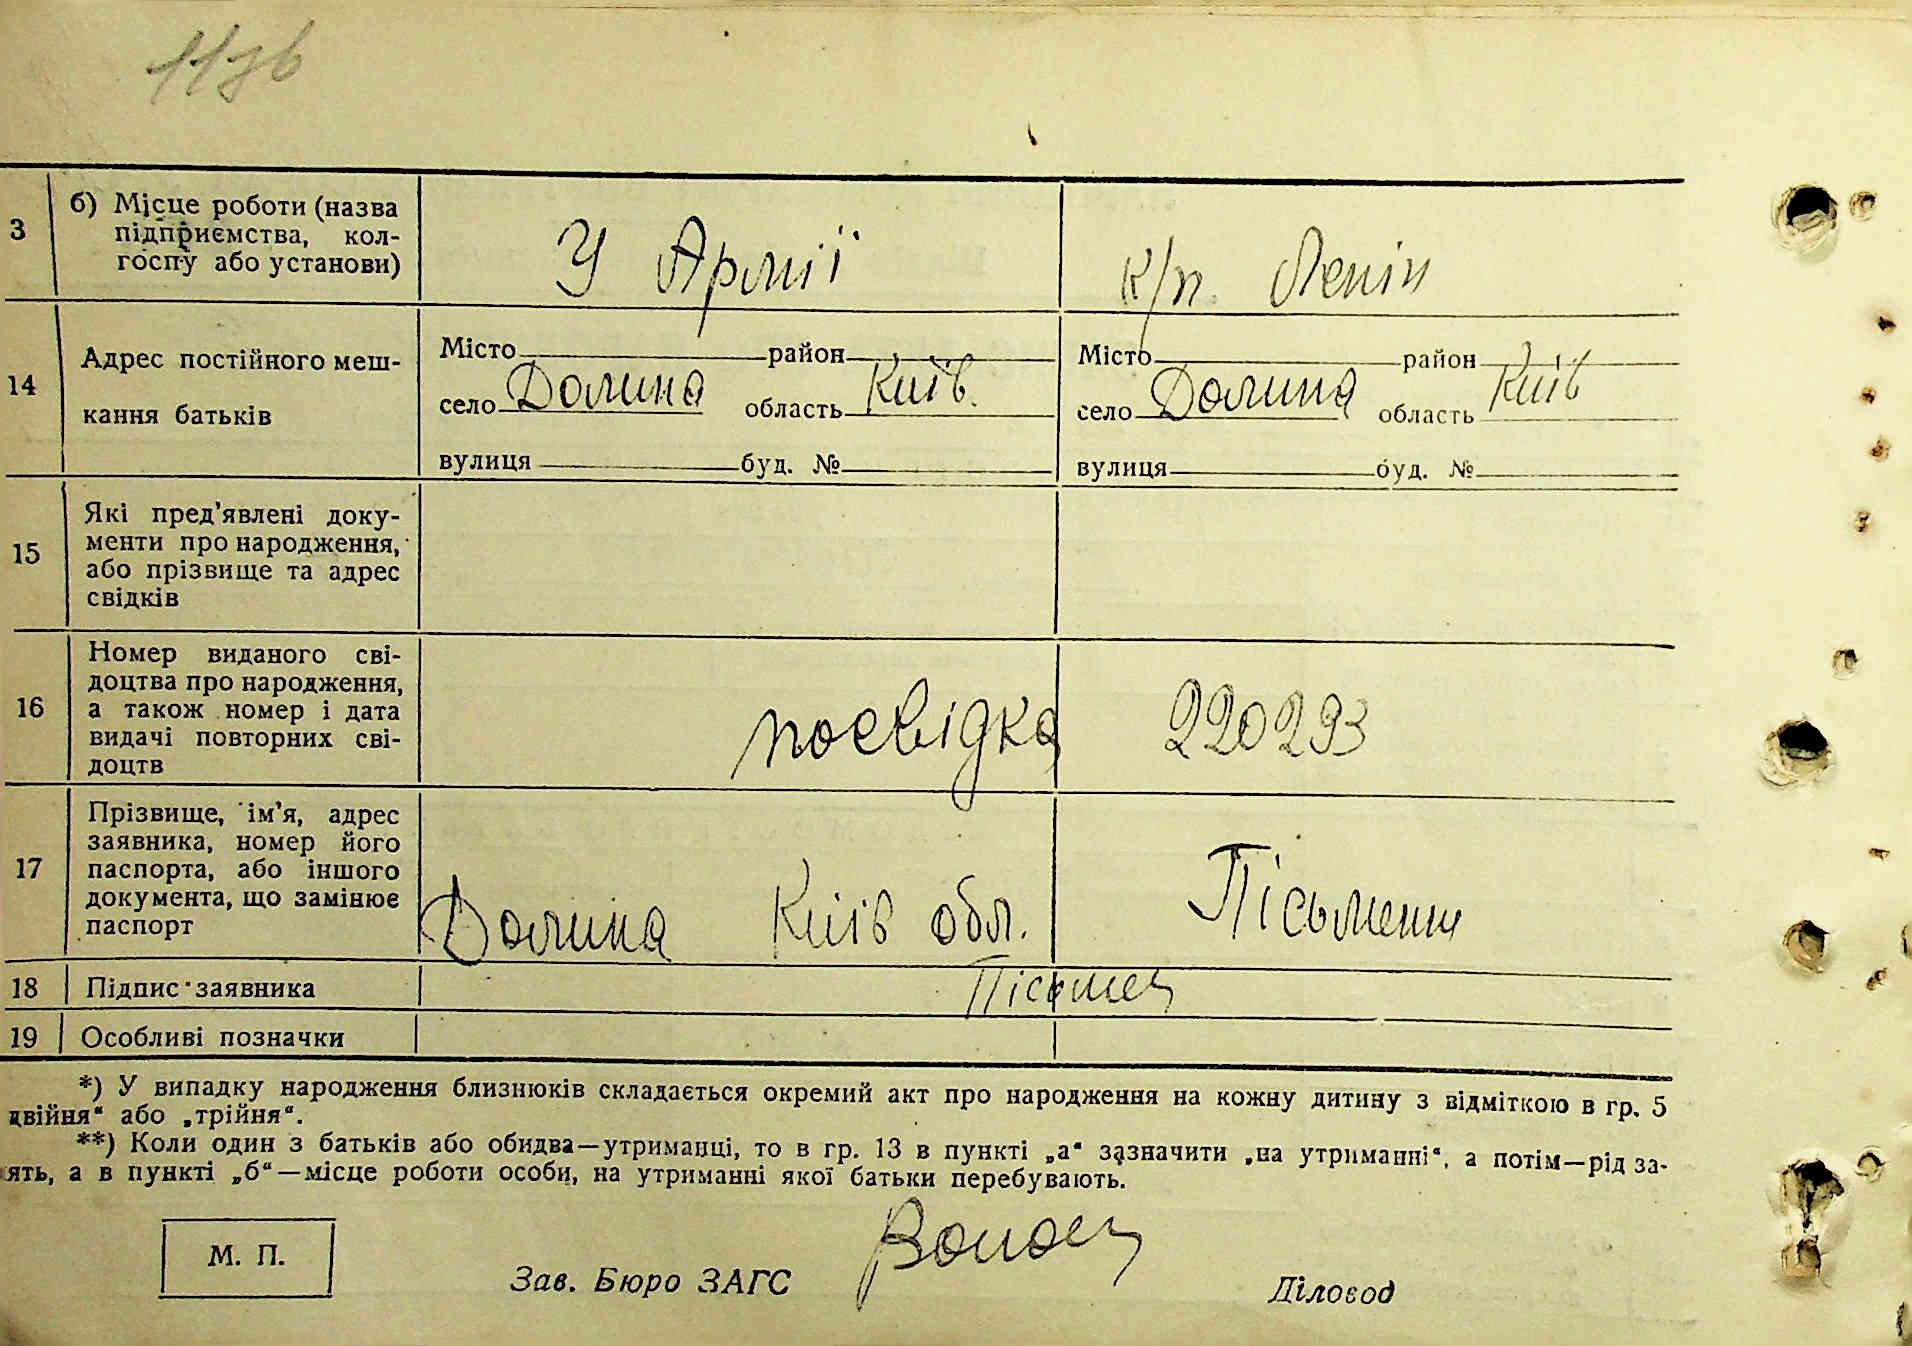 3 б) Місце роботи (назва
підприємства, кол-
госпу або установи)
У Армії к/п. Ленін
14 Адрес постійного меш-
кання батьків
Місто район Місто район
село Долина область Київ. село Долина область Київ
вулиця буд. № вулиця буд. №
15 Які пред'явлені доку-
менти про народження,
або прізвище та адрес
свідків
16 Номер виданого сві-
доцтва про народження,
а також номер і дата
видачі повторних сві-
доцтв
посвідка 220293
17 Прізвище, ім'я, адрес
заявника, номер його
паспорта, або іншого
документа, що замінює
паспорт
Долина Київ обл. Пісьменн
18 Підпис заявника
19 Особливі позначки
*) У випадку народження близнюків складається окремий акт про народження на кожну дитину з відміткою в гр. 5
двійня“ або „трійня“.
**) Коли один з батьків або обидва—утриманці, то в гр. 13 в пункті „а“ зазначити „на утриманні“, а потім—рід за-
ять, а в пункті „б“—місце роботи особи, на утриманні якої батьки перебувають.
М. П.
Зав. Бюро ЗАГС
Діловод